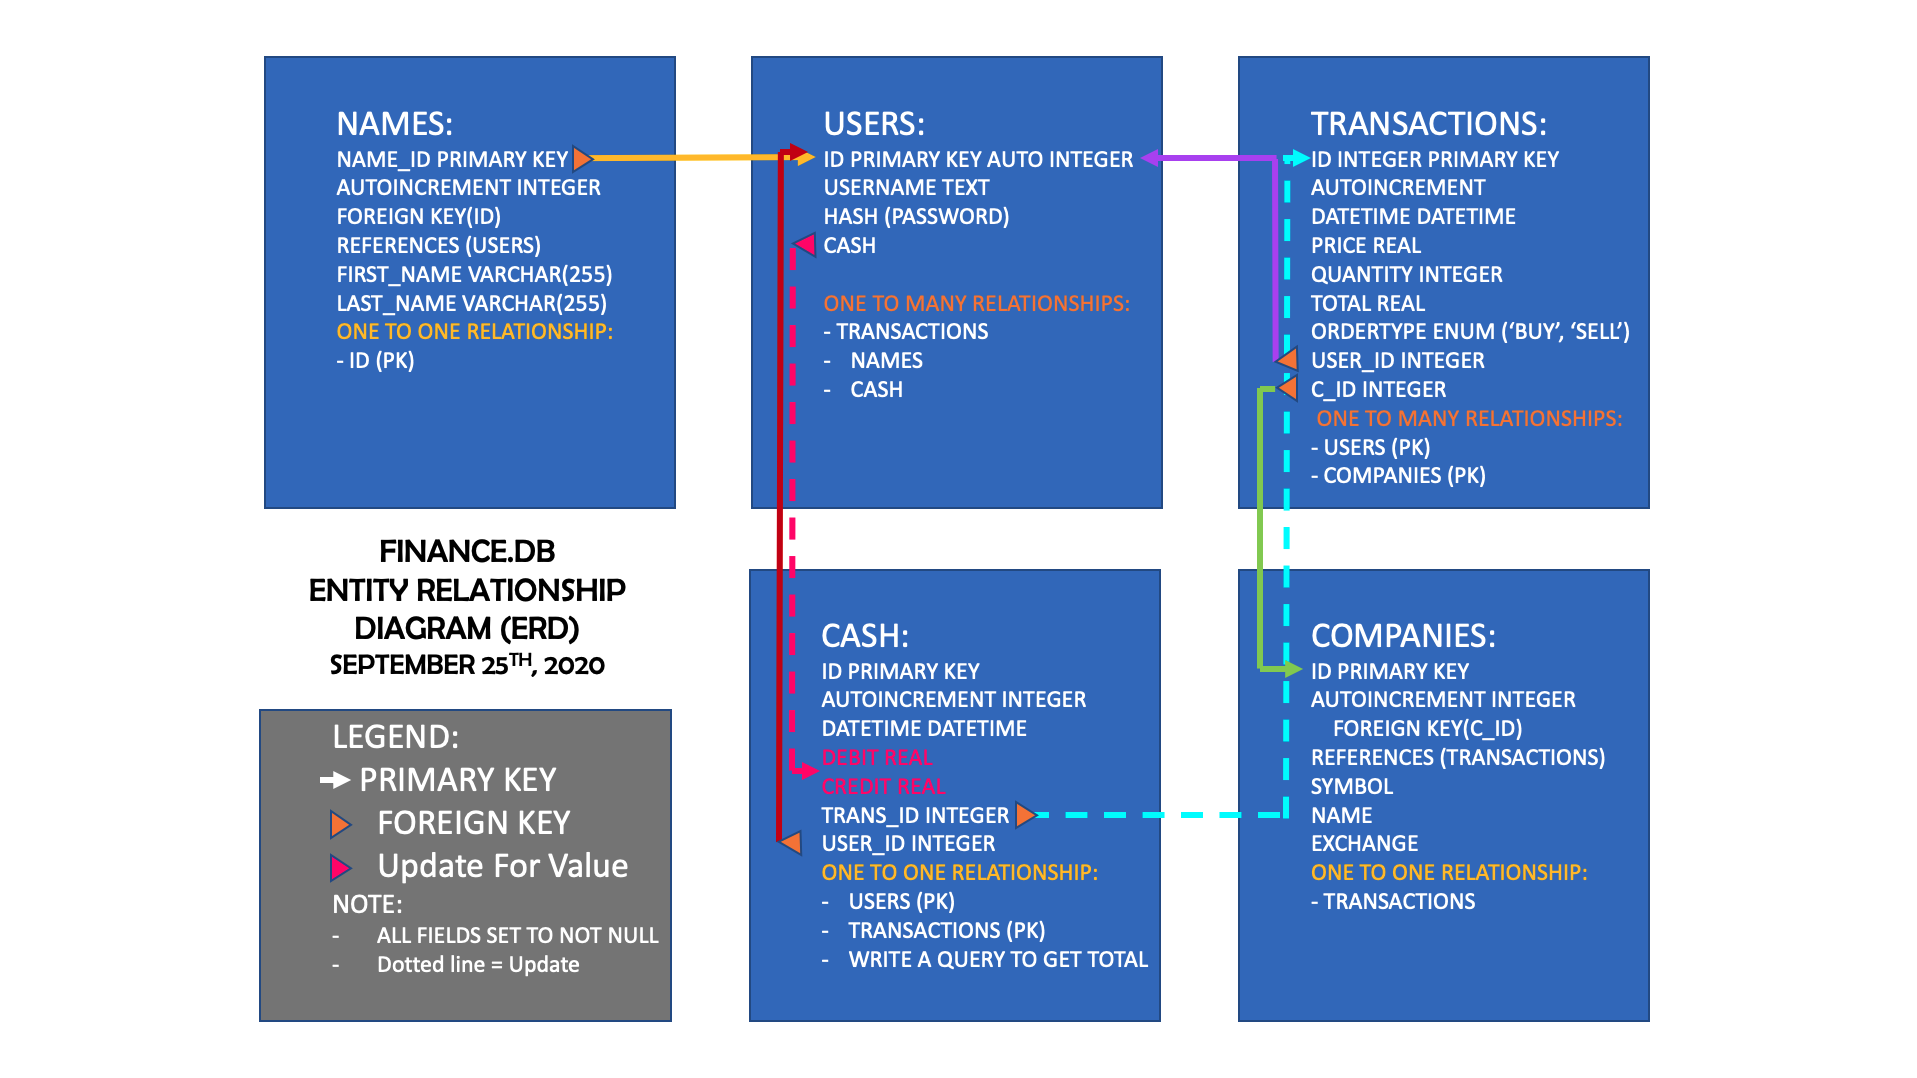 NAMES:
NAME_ID PRIMARY KEY
AUTOINCREMENT INTEGER
FOREIGN KEY(ID)
REFERENCES (USERS)
FIRST_NAME VARCHAR(255)
LAST_NAME VARCHAR(255)
ONE TO ONE RELATIONSHIP:
- ID (PK)
USERS:
ID PRIMARY KEY AUTO INTEGER
USERNAME TEXT
HASH (PASSWORD)
CASH
ONE TO MANY RELATIONSHIPS:
- TRANSACTIONS
- NAMES
- CASH
TRANSACTIONS:
ID INTEGER PRIMARY KEY
AUTOINCREMENT
DATETIME DATETIME
PRICE REAL
QUANTITY INTEGER
TOTAL REAL
ORDERTYPE ENUM (‘BUY’, ‘SELL’)
USER_ID INTEGER
C_ID INTEGER
ONE TO MANY RELATIONSHIPS:
- USERS (PK)
- COMPANIES (PK)
FINANCE.DB
ENTITY RELATIONSHIP
DIAGRAM (ERD)
SEPTEMBER 25TH, 2020
LEGEND:
PRIMARY KEY
FOREIGN KEY
Update For Value
NOTE:
- ALL FIELDS SET TO NOT NULL
- Dotted line = Update
CASH:
ID PRIMARY KEY
AUTOINCREMENT INTEGER
DATETIME DATETIME
DEBIT REAL
CREDIT REAL
TRANS_ID INTEGER
USER_ID INTEGER
ONE TO ONE RELATIONSHIP:
- USERS (PK)
- TRANSACTIONS (PK)
- WRITE A QUERY TO GET TOTAL
COMPANIES:
ID PRIMARY KEY
AUTOINCREMENT INTEGER
FOREIGN KEY(C_ID)
REFERENCES (TRANSACTIONS)
SYMBOL
NAME
EXCHANGE
ONE TO ONE RELATIONSHIP:
- TRANSACTIONS